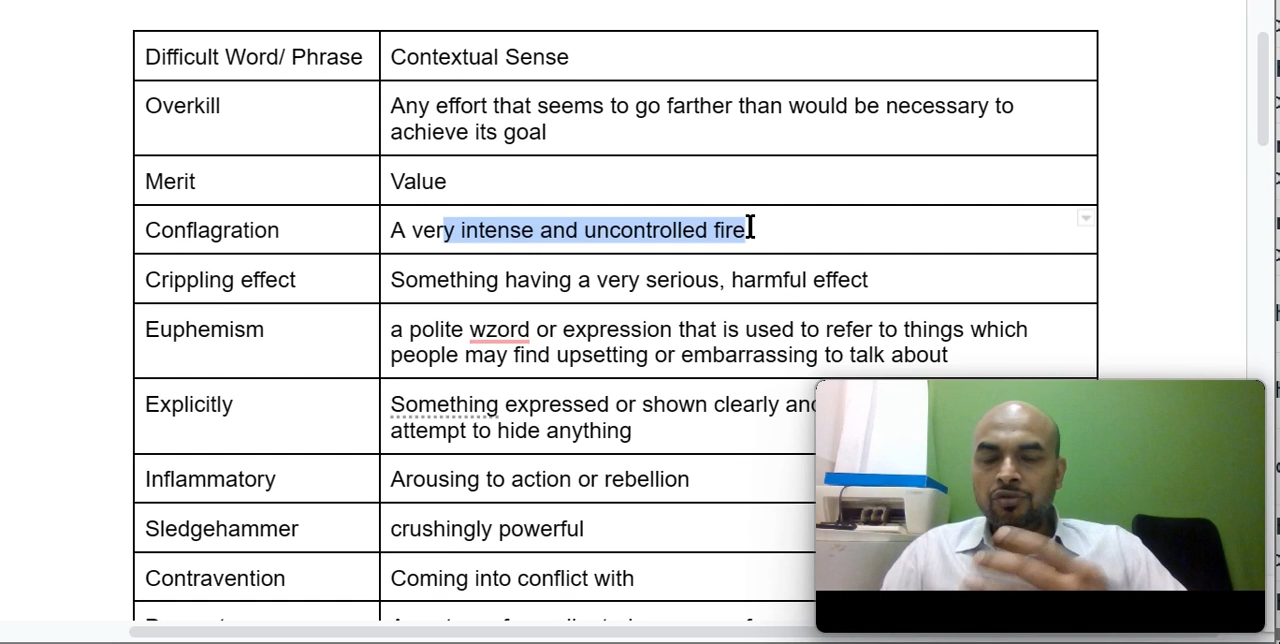 Difficult Word/ Phrase Contextual Sense
Overkill Any effort that seems to go farther than would be necessary to
achieve its goal
Merit Value
Conflagration A very intense and uncontrolled fire
Crippling effect Something having a very serious, harmful effect
Euphemism a polite wzord or expression that is used to refer to things which
people may find upsetting or embarrassing to talk about
Explicitly Something expressed or shown clearly
attempt to hide anything
Inflammatory Arousing to action or rebellion
Sledgehammer crushingly powerful
Contravention Coming into conflict with